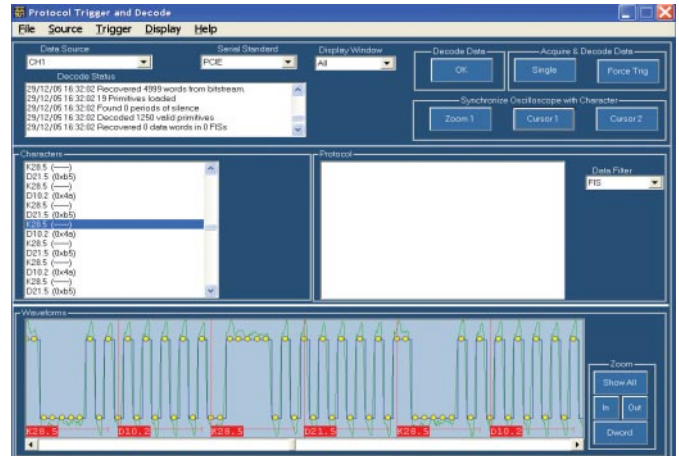 Protocol Trigger and Decode
File Source Trigger Display Help
Data Source
CH1
Serial Standard
PCIE
Display Window
All
Decode Data
OK
Acquire & Decode Data
Single
Force Trig
Decode Status
29/12/05 16:32:02 Recovered 4999 words from bitstream.
29/12/05 16:32:02 19 Primitives loaded
29/12/05 16:32:02 Found 0 periods of silence
29/12/05 16:32:02 Decoded 1250 valid primitives
29/12/05 16:32:02 Recovered 0 data words in 0 FISs
Synchronize Oscilloscope with Character
Zoom 1
Cursor 1
Cursor 2
Characters
K28.5 (----)
D21.5 (0xb5)
K28.5 (----)
D10.2 (0x4a)
K28.5 (----)
D21.5 (0xb5)
K28.5 (----)
D10.2 (0x4a)
K28.5 (----)
D21.5 (0xb5)
K28.5 (----)
D10.2 (0x4a)
K28.5 (----)
D21.5 (0xb5)
Protocol
Data Filter
FIS
Waveforms
K28.5 D10.2 K28.5 D21.5 K28.5 D10.2
Zoom
Show All
In Out
Dword